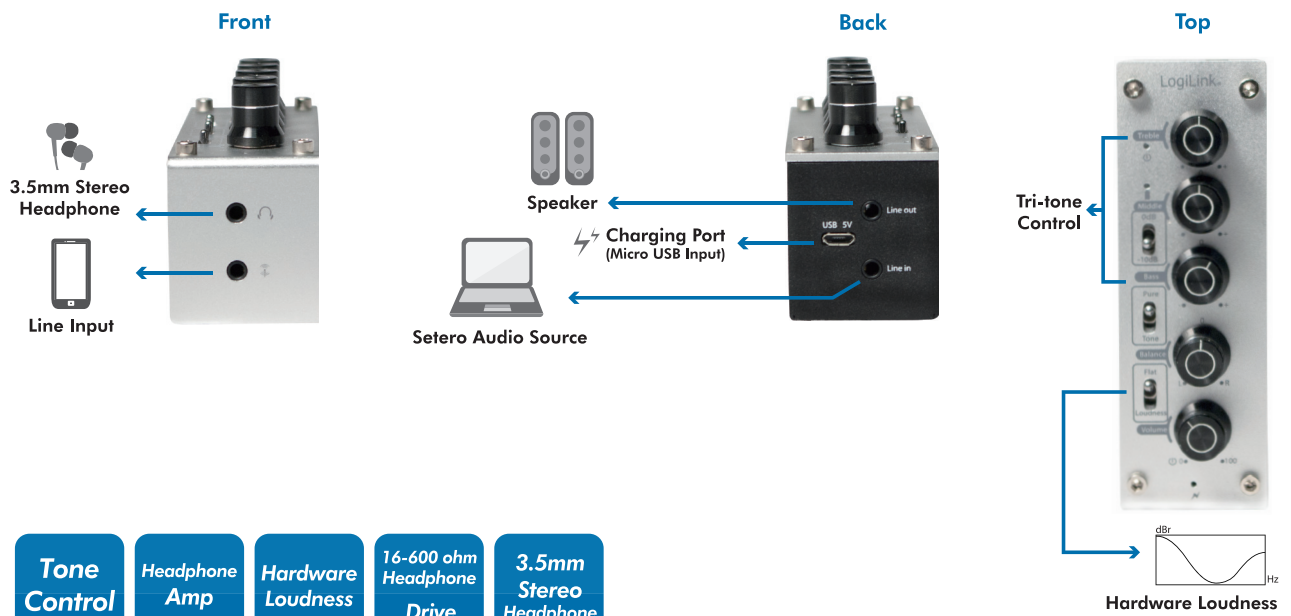 Front
Back
Top
3.5mm Stereo
Headphone
Line Input
Speaker
Charging Port
(Micro USB Input)
Setero Audio Source
USB 5V
Line out
Line in
LogiLink
Treble
Middle
0dB
-10dB
Bass
Pure
Tone
Balance
L R
Flat
Loudness
Volume
0 100
Tri-tone
Control
dBr
Hz
Hardware Loudness
Tone
Control
Headphone
Amp
Hardware
Loudness
16-600 ohm
Headphone
Drive
3.5mm
Stereo
Headphone